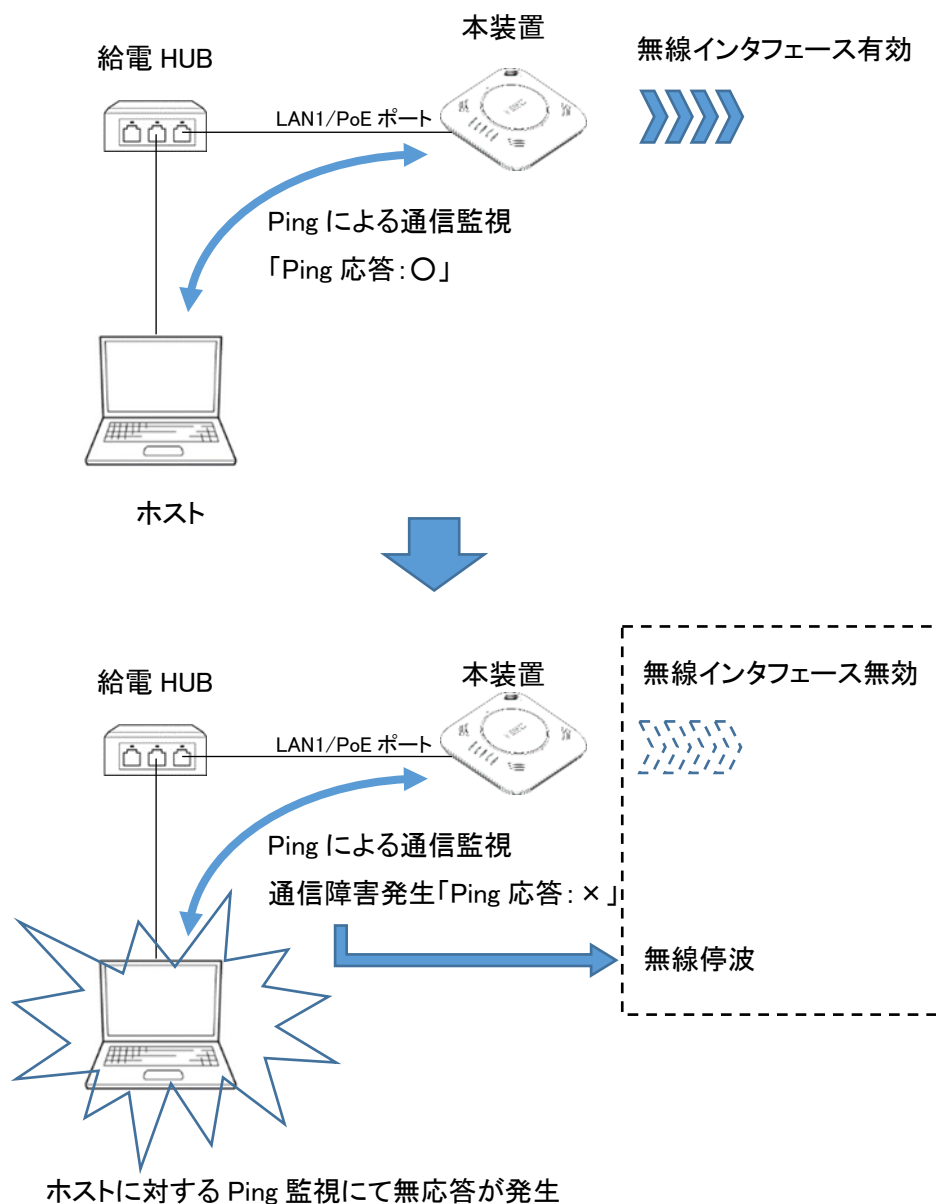 本装置
給電 HUB
無線インタフェース有効
LAN1/PoE ポート
Ping による通信監視
「Ping 応答:〇」
ホスト
給電 HUB
本装置
無線インタフェース無効
LAN1/PoE ポート
Ping による通信監視
通信障害発生「Ping 応答:×」
無線停波
ホストに対する Ping 監視にて無応答が発生